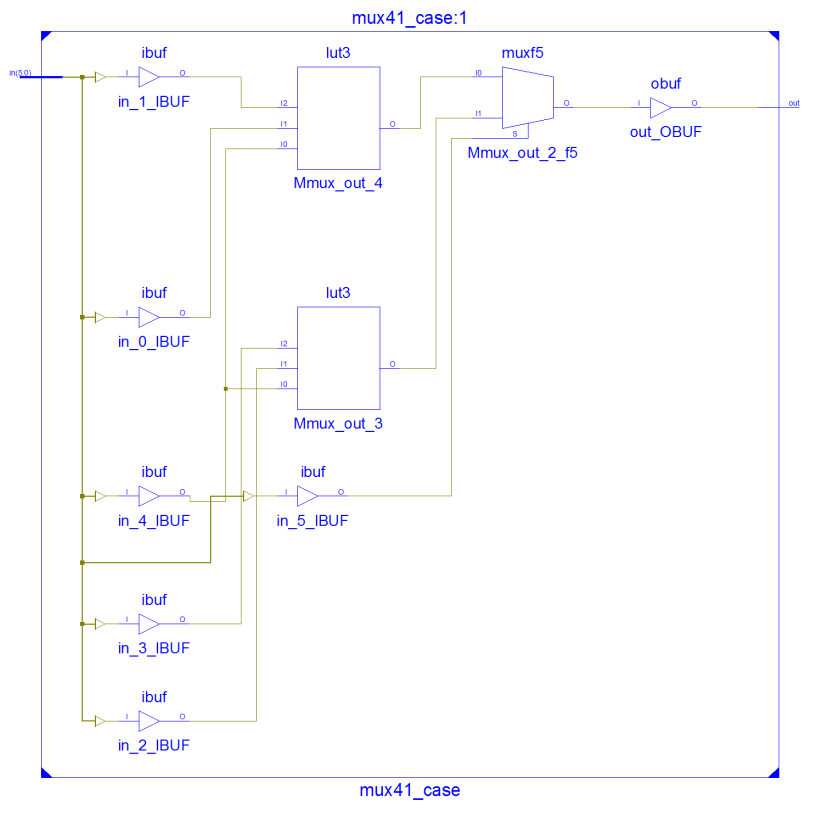 mux41_case:1
ibuf
lut3
muxf5
in(5:0)
I
O
in_1_IBUF
I2
I1
I0
O
Mmux_out_4
I0
I1
S
O
Mmux_out_2_f5
obuf
I
O
out
out_OBUF
ibuf
I
O
in_0_IBUF
lut3
I2
I1
I0
O
Mmux_out_3
ibuf
I
O
in_4_IBUF
ibuf
I
O
in_5_IBUF
ibuf
I
O
in_3_IBUF
ibuf
I
O
in_2_IBUF
mux41_case